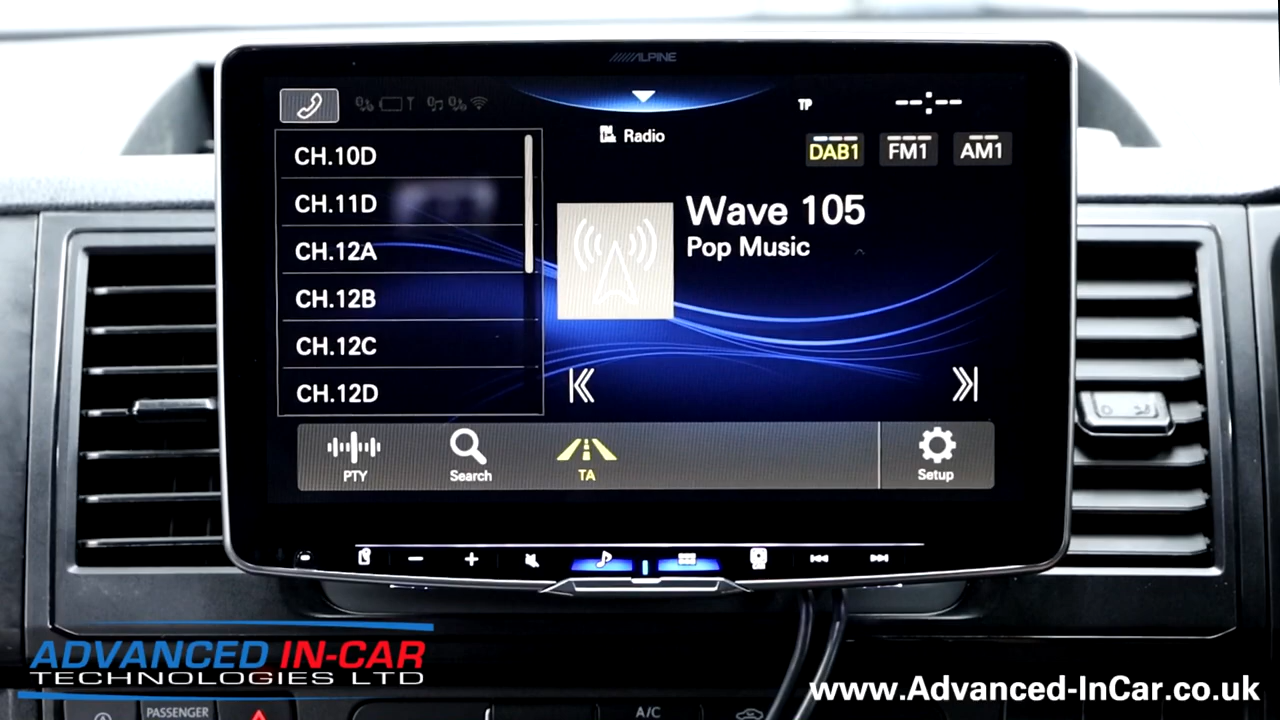 ALPINE
Radio
TP
--:--
DAB1 FM1 AM1
CH.10D
CH.11D
CH.12A
CH.12B
CH.12C
CH.12D
Wave 105
Pop Music
PTY
Search
TA
Setup
ADVANCED IN-CAR
TECHNOLOGIES LTD
www.Advanced-InCar.co.uk
PASSENGER
A/C